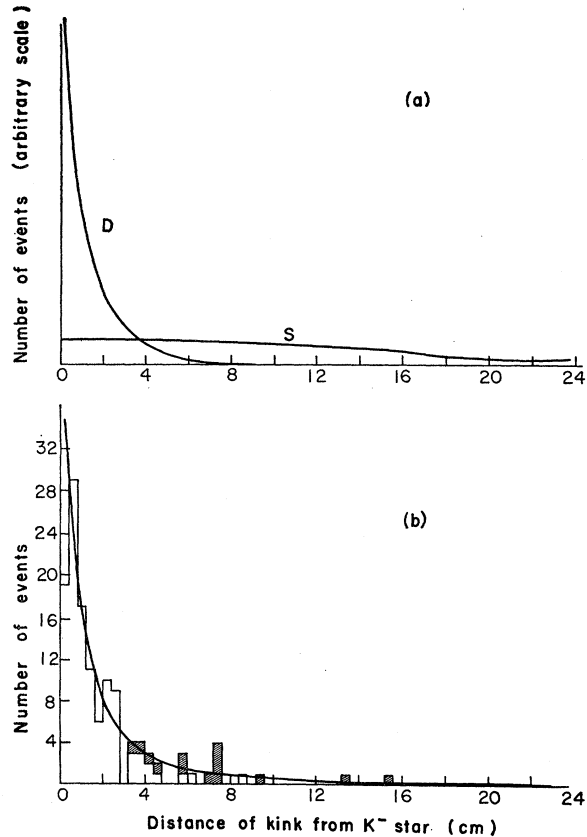 Number of events (arbitrary scale)
(a)
D
S
0 4 8 12 16 20 24
Number of events
32
28
24
20
16
12
8
4
(b)
0 4 8 12 16 20 24
Distance of kink from K⁻ star (cm)